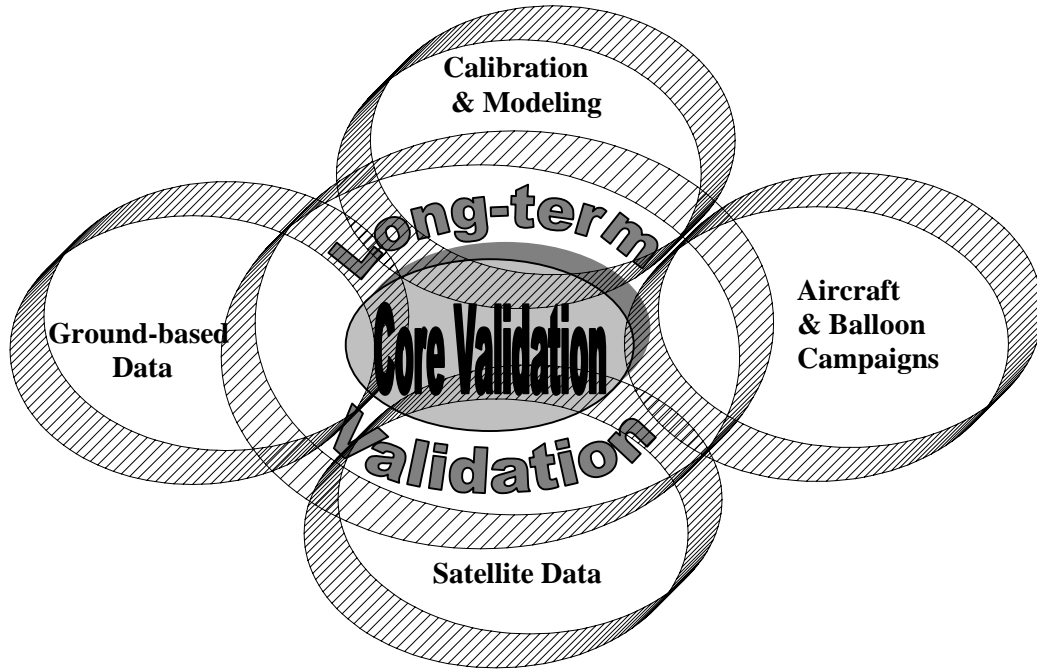 Calibration
& Modeling
Long-term
Ground-based
Data
Core Validation
Aircraft
& Balloon
Campaigns
Validation
Satellite Data